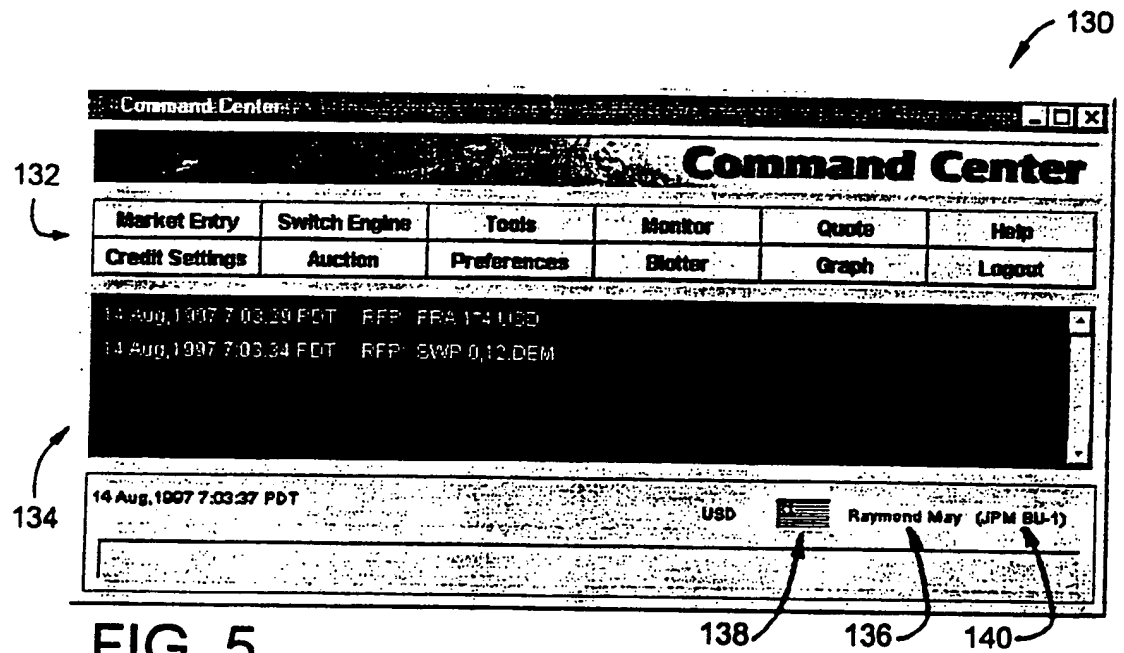 130
Command Center
Command Center
132
Market Entry Switch Engine Tools Monitor Quote Help
Credit Settings Auction Preferences Blotter Graph Logout
14 Aug,1997 7:03:29 PDT RFP: FRA 1*4 USD
14 Aug,1997 7:03:34 PDT RFP: SWP 0,12.DEM
134
14 Aug,1997 7:03:37 PDT
USD Raymond May (JPM BU-1)
138 136 140
FIG. 5